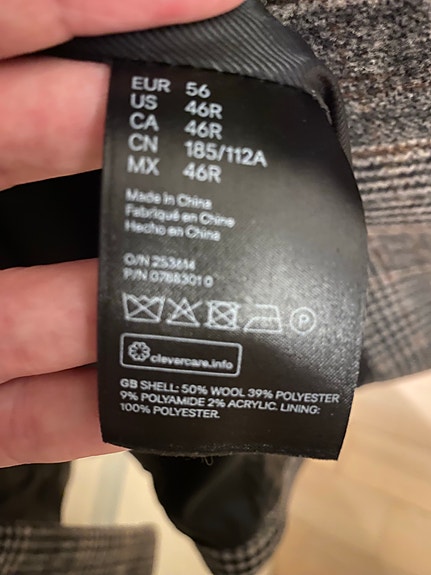 EUR 56
US 46R
CA 46R
CN 185/112A
MX 46R
Made in China
Fabriqué en Chine
Hecho en China
O/N 253614
P/N 0788301 0
P
clevercare.info
GB SHELL: 50% WOOL 39% POLYESTER
9% POLYAMIDE 2% ACRYLIC. LINING:
100% POLYESTER.